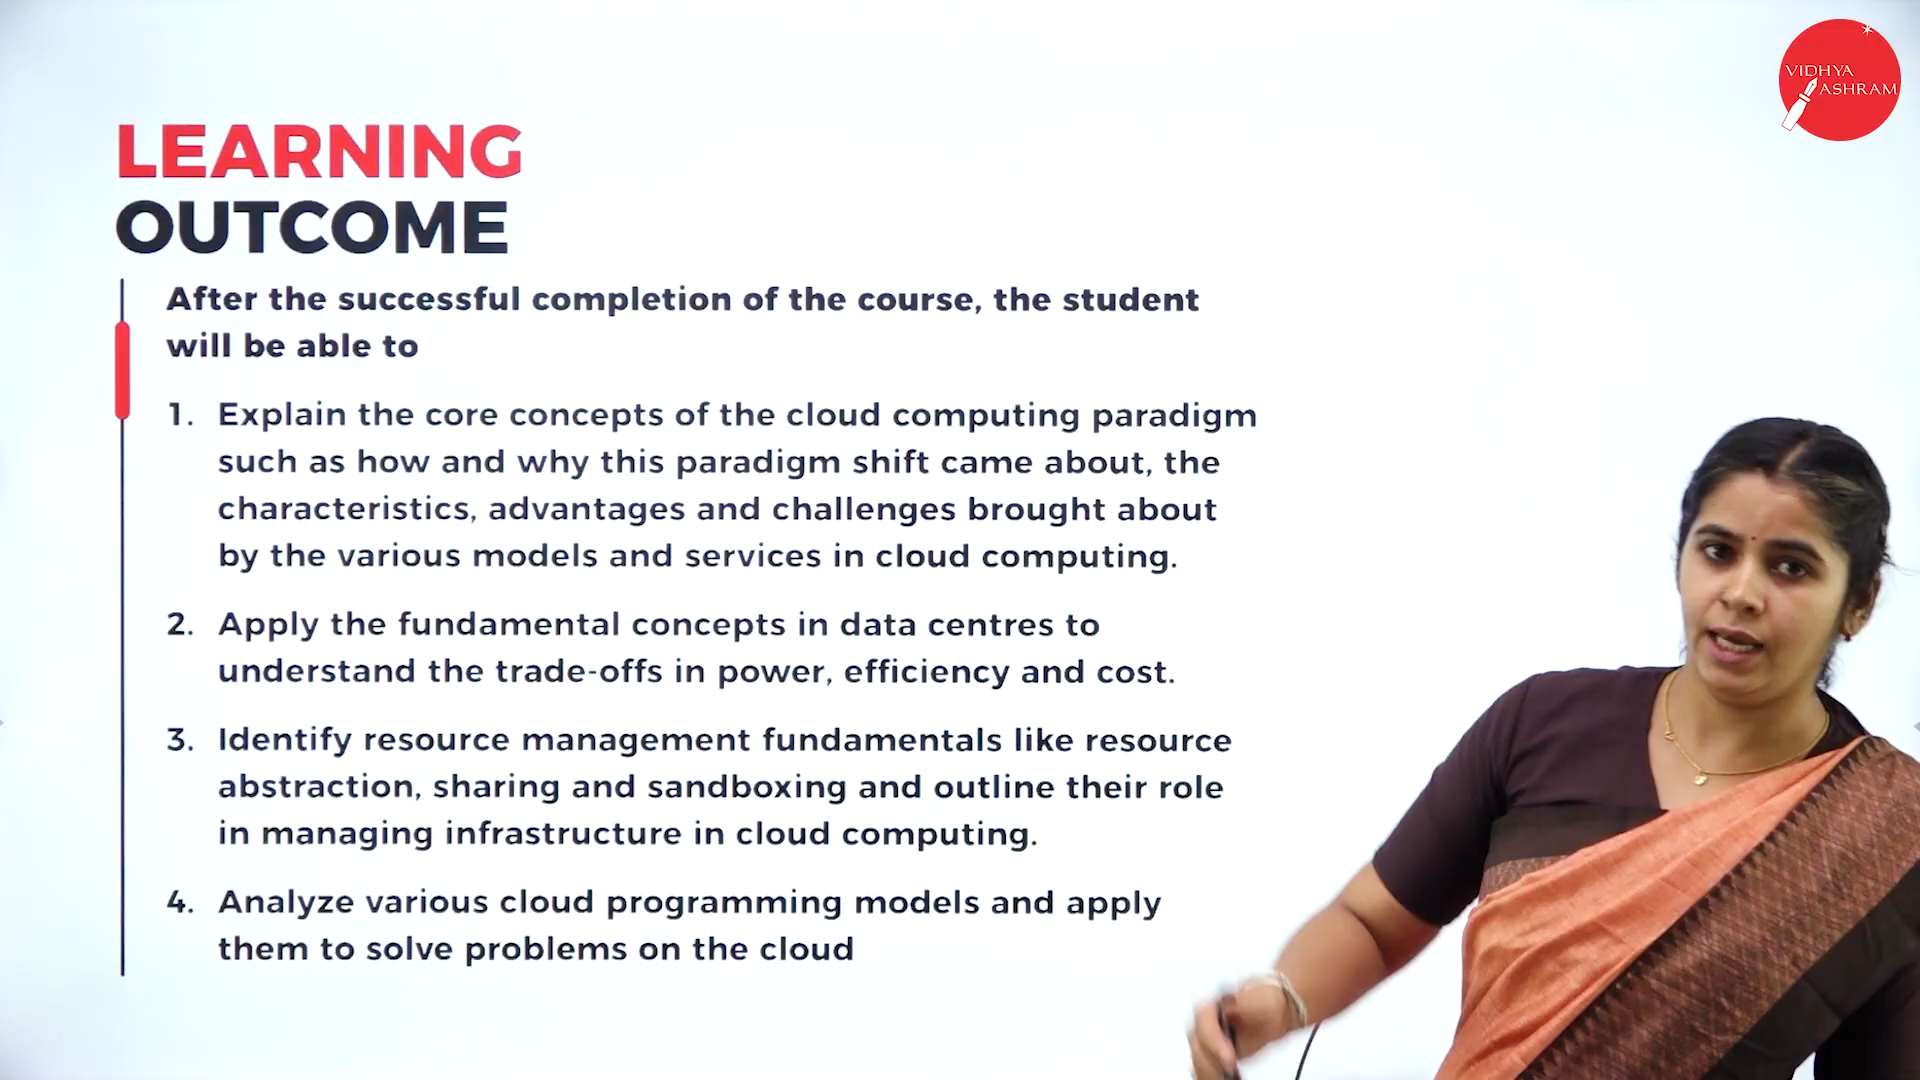 VIDHYA
ASHRAM
LEARNING
OUTCOME
After the successful completion of the course, the student
will be able to
1. Explain the core concepts of the cloud computing paradigm
such as how and why this paradigm shift came about, the
characteristics, advantages and challenges brought about
by the various models and services in cloud computing.
2. Apply the fundamental concepts in data centres to
understand the trade-offs in power, efficiency and cost.
3. Identify resource management fundamentals like resource
abstraction, sharing and sandboxing and outline their role
in managing infrastructure in cloud computing.
4. Analyze various cloud programming models and apply
them to solve problems on the cloud